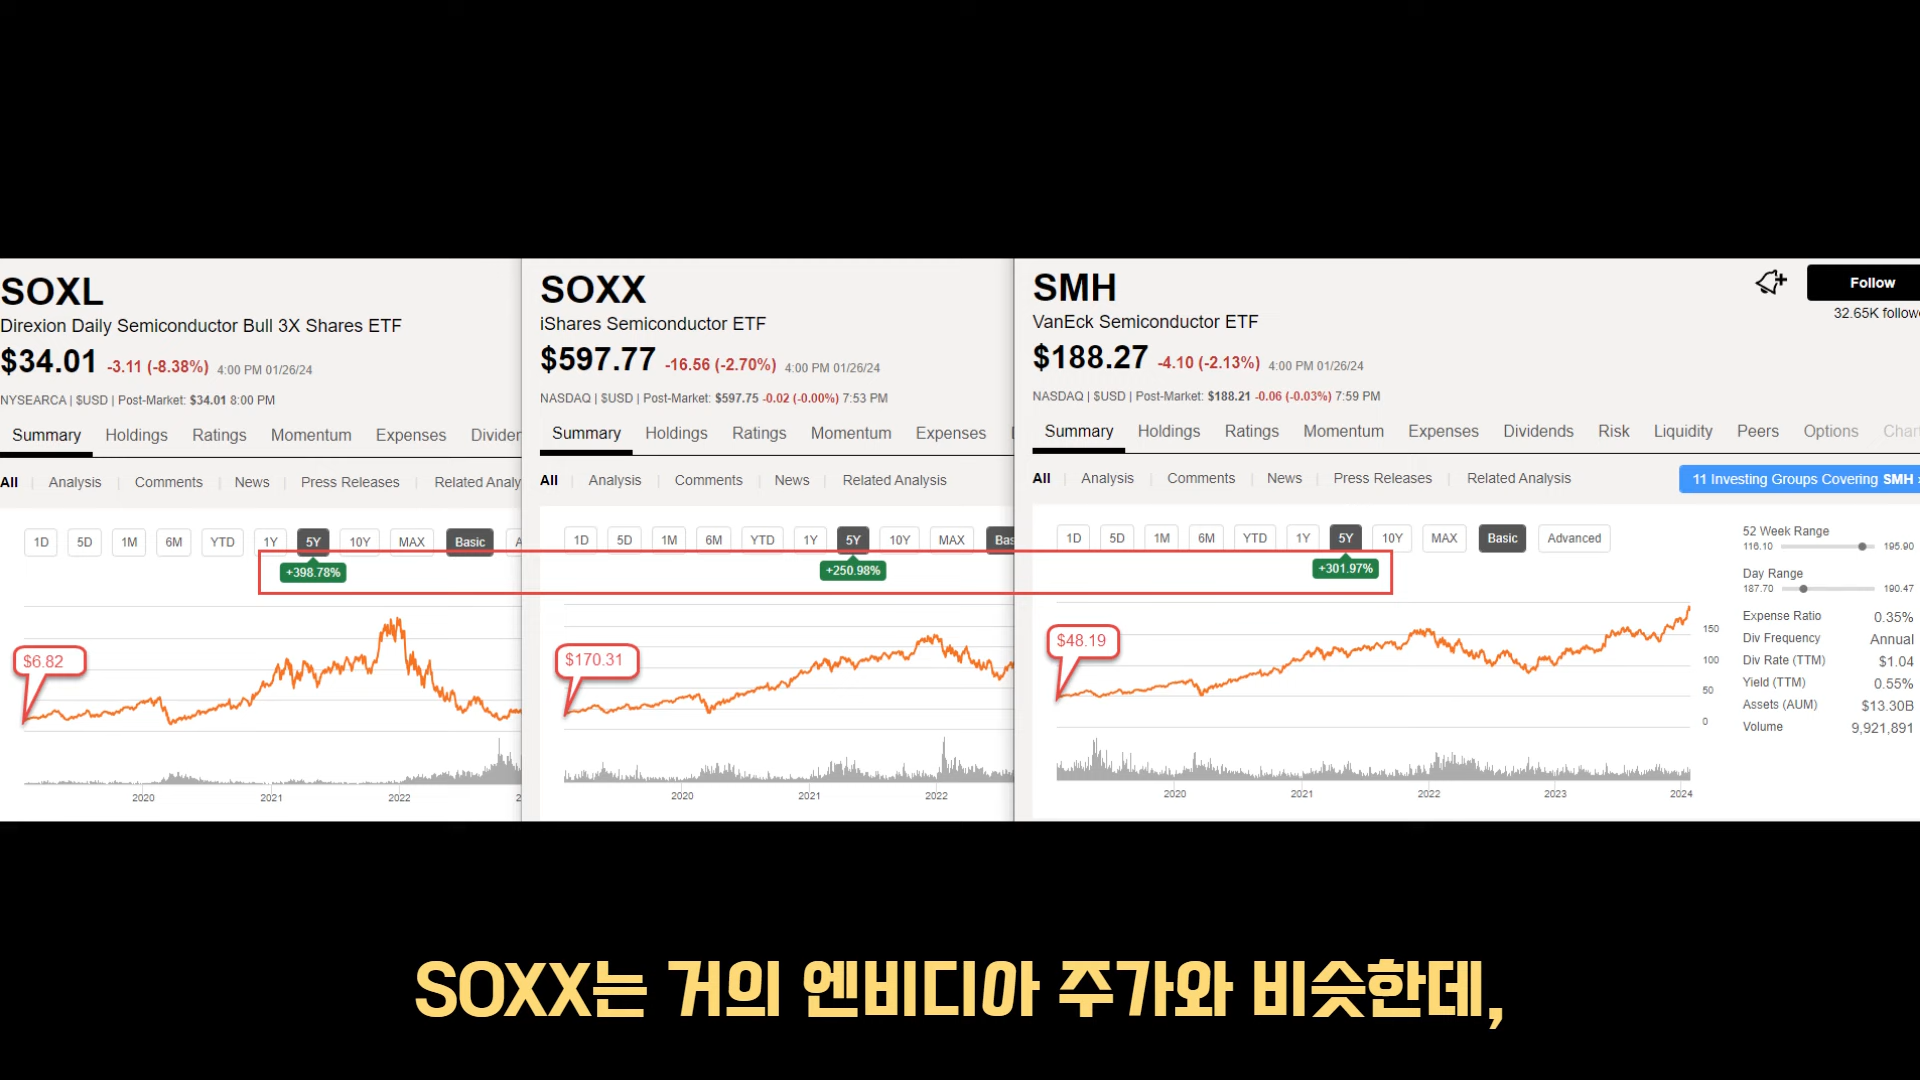 SOXL
Direxion Daily Semiconductor Bull 3X Shares ETF
$34.01 -3.11 (-8.38%) 4:00 PM 01/26/24
NYSEARCA | $USD | Post-Market: $34.01 8:00 PM
Summary Holdings Ratings Momentum Expenses
All Analysis Comments News Press Releases Related
1D 5D 1M 6M YTD 1Y 5Y 10Y MAX Basic A
+398.78%
$6.82
2020 2021 2022 2
SOXX
iShares Semiconductor ETF
$597.77 -16.56 (-2.70%) 4:00 PM 01/26/24
NASDAQ | $USD | Post-Market: $597.75 -0.02 (-0.00%) 7:53 PM
Summary Holdings Ratings Momentum Expenses
All Analysis Comments News Related Analysis
1D 5D 1M 6M YTD 1Y 5Y 10Y MAX Bas
+250.98%
$170.31
2020 2021 2022
SMH
VanEck Semiconductor ETF
$188.27 -4.10 (-2.13%) 4:00 PM 01/26/24
NASDAQ | $USD | Post-Market: $188.21 -0.06 (-0.03%) 7:59 PM
Follow
32.65K follow
Summary Holdings Ratings Momentum Expenses Dividends Risk Liquidity Peers Options Char
All Analysis Comments News Press Releases Related Analysis
11 Investing Groups Covering SMH
1D 5D 1M 6M YTD 1Y 5Y 10Y MAX Basic Advanced
+301.97%
$48.19
150
100
50
0
2020 2021 2022 2023 2024
52 Week Range
116.10 195.90
Day Range
187.70 190.47
Expense Ratio 0.35%
Div Frequency Annual
Div Rate (TTM) $1.04
Yield (TTM) 0.55%
Assets (AUM) $13.30B
Volume 9,921,891
SOXX는 거의 엔비디아 주가와 비슷한데,